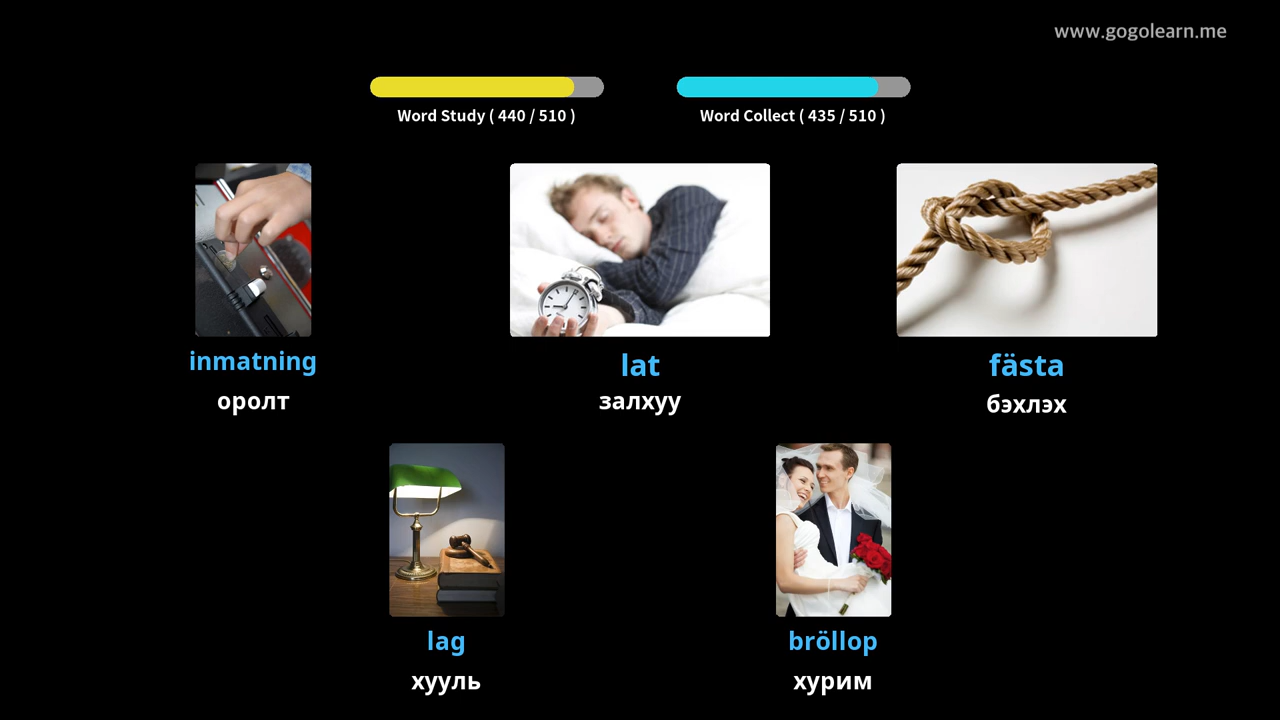 www.gogolearn.me
Word Study ( 440 / 510 )
Word Collect ( 435 / 510 )
inmatning
оролт
lat
залхуу
fästa
бэхлэх
lag
хууль
bröllop
хурим